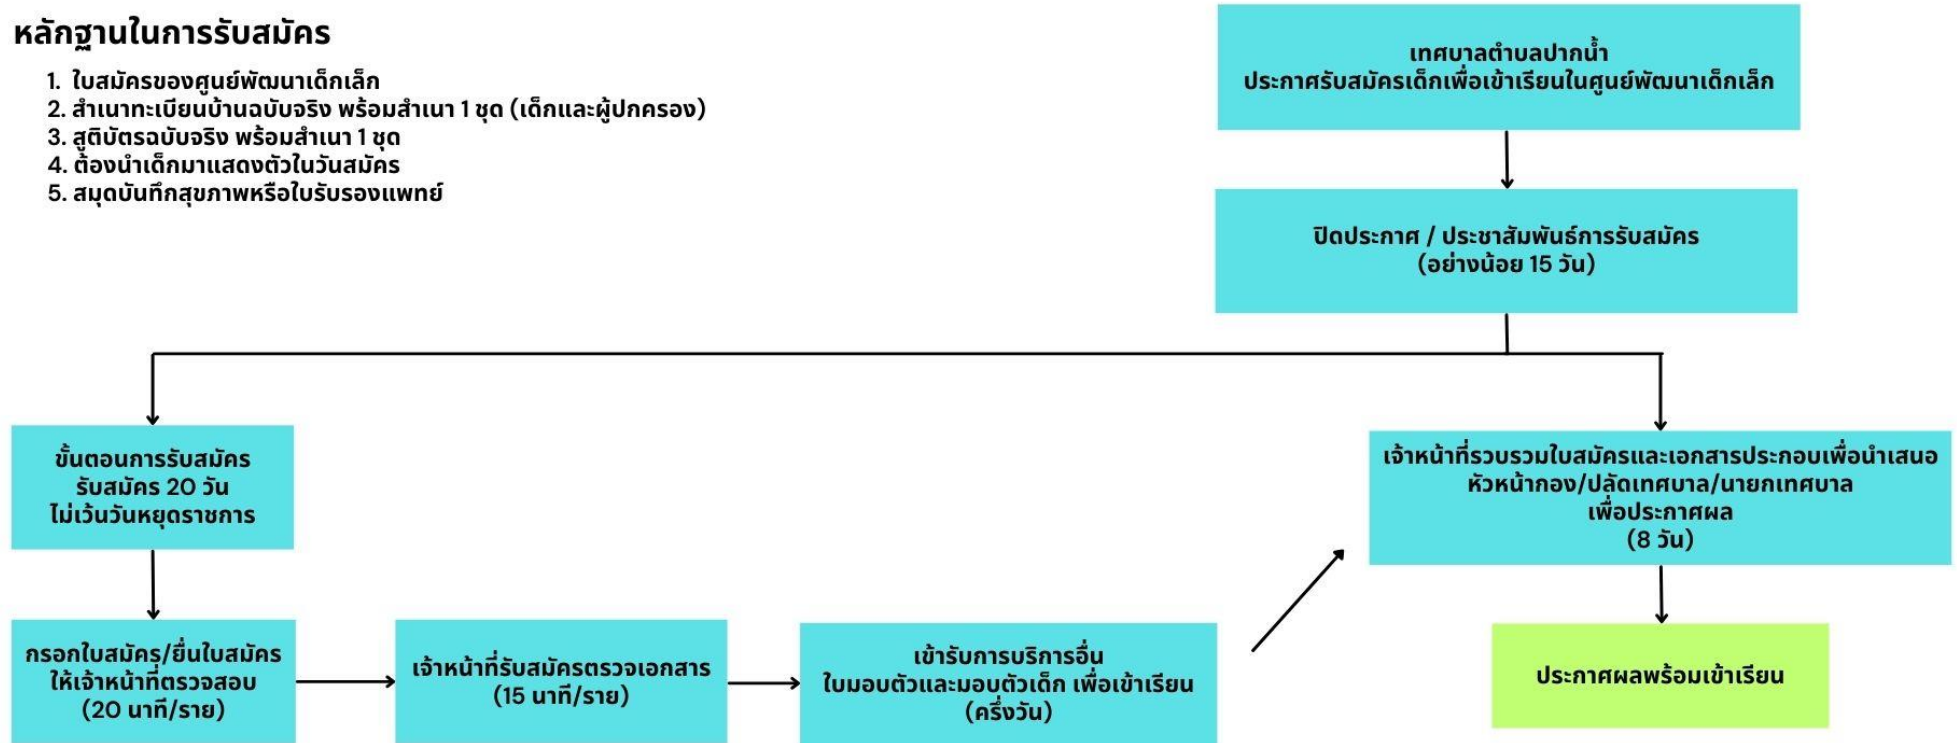 หลักฐานในการรับสมัคร
1. ใบสมัครของศูนย์พัฒนาเด็กเล็ก
2. สำเนาทะเบียนบ้านฉบับจริง พร้อมสำเนา 1 ชุด (เด็กและผู้ปกครอง)
3. สูติบัตรฉบับจริง พร้อมสำเนา 1 ชุด
4. ต้องนำเด็กมาแสดงตัวในวันสมัคร
5. สมุดบันทึกสุขภาพหรือใบรับรองแพทย์
เทศบาลตำบลปากน้ำ
ประกาศรับสมัครเด็กเพื่อเข้าเรียนในศูนย์พัฒนาเด็กเล็ก
ปิดประกาศ / ประชาสัมพันธ์การรับสมัคร
(อย่างน้อย 15 วัน)
ขั้นตอนการรับสมัคร
รับสมัคร 20 วัน
ไม่เว้นวันหยุดราชการ
กรอกใบสมัคร/ยื่นใบสมัคร
ให้เจ้าหน้าที่ตรวจสอบ
(20 นาที/ราย)
เจ้าหน้าที่รับสมัครตรวจเอกสาร
(15 นาที/ราย)
เข้ารับการบริการอื่น
ใบมอบตัวและมอบตัวเด็ก เพื่อเข้าเรียน
(ครึ่งวัน)
เจ้าหน้าที่รวบรวมใบสมัครและเอกสารประกอบเพื่อนำเสนอ
หัวหน้ากอง/ปลัดเทศบาล/นายกเทศบาล
เพื่อประกาศผล
(8 วัน)
ประกาศผลพร้อมเข้าเรียน